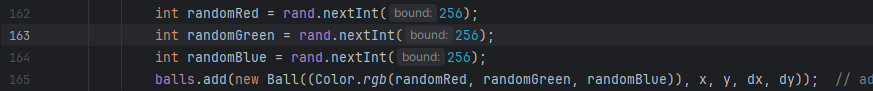 162 int randomRed = rand.nextInt( bound: 256);
163 int randomGreen = rand.nextInt( bound: 256);
164 int randomBlue = rand.nextInt( bound: 256);
165 balls.add(new Ball((Color.rgb(randomRed, randomGreen, randomBlue)), x, y, dx, dy)); //